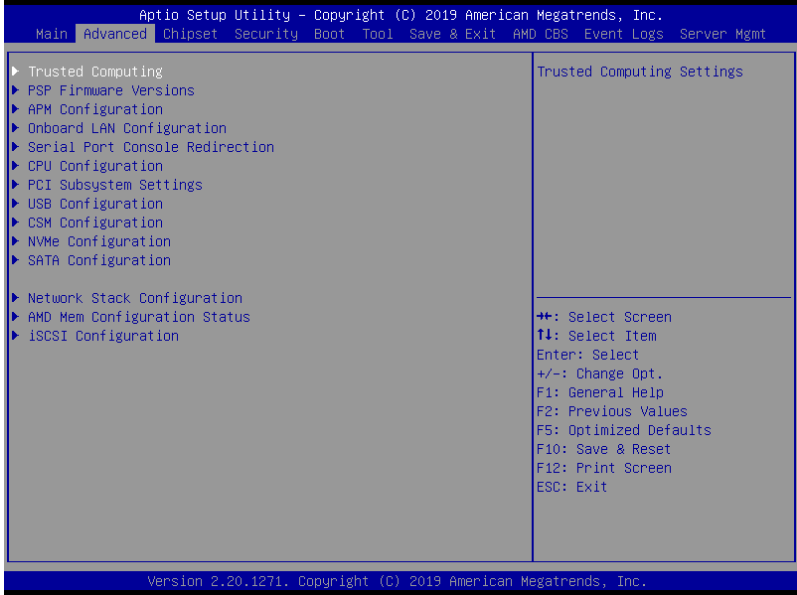 Aptio Setup Utility – Copyright (C) 2019 American Megatrends, Inc.
Main Advanced Chipset Security Boot Tool Save & Exit AMD CBS Event Logs Server Mgmt
Trusted Computing
PSP Firmware Versions
APM Configuration
Onboard LAN Configuration
Serial Port Console Redirection
CPU Configuration
PCI Subsystem Settings
USB Configuration
CSM Configuration
NVMe Configuration
SATA Configuration
Network Stack Configuration
AMD Mem Configuration Status
iSCSI Configuration
Trusted Computing Settings
→←: Select Screen
↑↓: Select Item
Enter: Select
+/-: Change Opt.
F1: General Help
F2: Previous Values
F5: Optimized Defaults
F10: Save & Reset
F12: Print Screen
ESC: Exit
Version 2.20.1271. Copyright (C) 2019 American Megatrends, Inc.